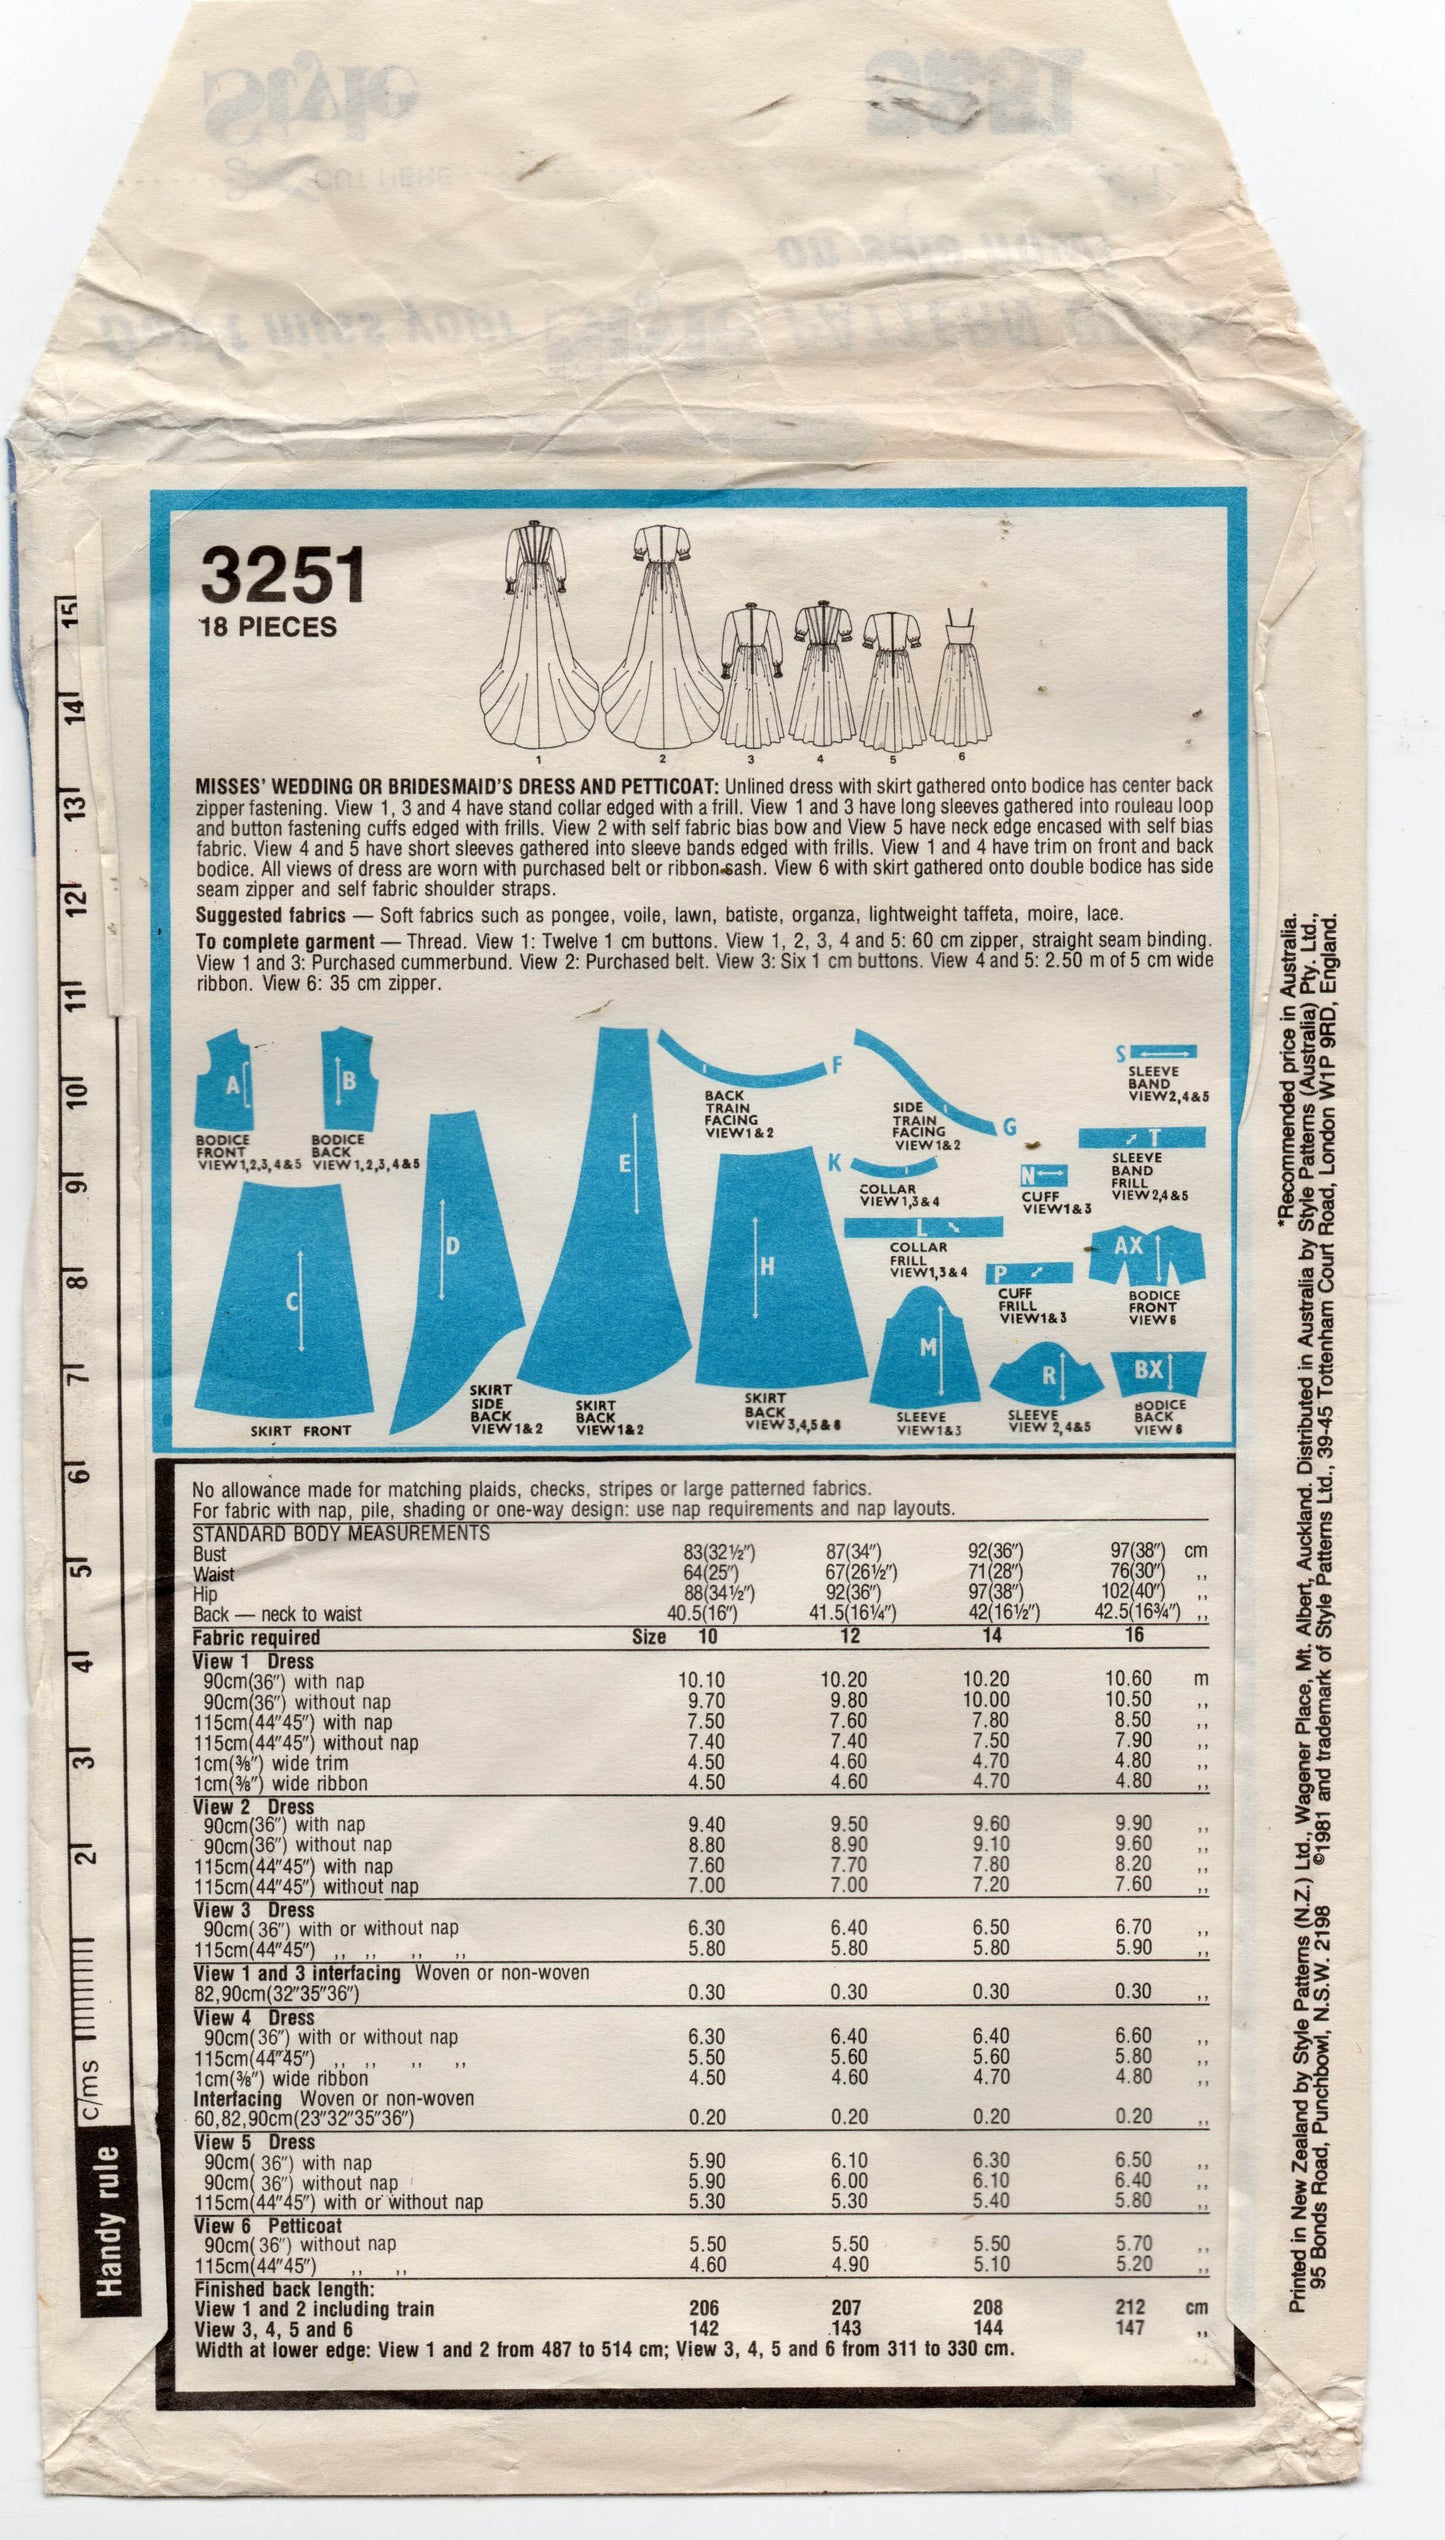 Style
CUT HERE
3251
18 PIECES
1 2 3 4 5 6
MISSES' WEDDING OR BRIDESMAID'S DRESS AND PETTICOAT: Unlined dress with skirt gathered onto bodice has center back
zipper fastening. View 1, 3 and 4 have stand collar edged with a frill. View 1 and 3 have long sleeves gathered into rouleau loop
and button fastening cuffs edged with frills. View 2 with self fabric bias bow and View 5 have neck edge encased with self bias
fabric. View 4 and 5 have short sleeves gathered into sleeve bands edged with frills. View 1 and 4 have trim on front and back
bodice. All views of dress are worn with purchased belt or ribbon sash. View 6 with skirt gathered onto double bodice has side
seam zipper and self fabric shoulder straps.
Suggested fabrics — Soft fabrics such as pongee, voile, lawn, batiste, organza, lightweight taffeta, moire, lace.
To complete garment — Thread. View 1: Twelve 1 cm buttons. View 1, 2, 3, 4 and 5: 60 cm zipper, straight seam binding.
View 1 and 3: Purchased cummerbund. View 2: Purchased belt. View 3: Six 1 cm buttons. View 4 and 5: 2.50 m of 5 cm wide
ribbon. View 6: 35 cm zipper.
A
BODICE
FRONT
VIEW 1,2,3,4&5
B
BODICE
BACK
VIEW 1,2,3,4&5
C
SKIRT FRONT
D
SKIRT
SIDE
BACK
VIEW 1&2
E
SKIRT
BACK
VIEW 1&2
F
BACK
TRAIN
FACING
VIEW 1&2
G
SIDE
TRAIN
FACING
VIEW 1&2
H
SKIRT
BACK
VIEW 3,4,5&6
K
COLLAR
VIEW 1,3&4
L
COLLAR
FRILL
VIEW 1,3&4
M
SLEEVE
VIEW 1&3
N
CUFF
VIEW 1&3
P
CUFF
FRILL
VIEW 1&3
R
SLEEVE
VIEW 2,4&5
S
SLEEVE
BAND
VIEW 2,4&5
T
SLEEVE
BAND
FRILL
VIEW 2,4&5
AX
BODICE
FRONT
VIEW 6
BX
BODICE
BACK
VIEW 6
No allowance made for matching plaids, checks, stripes or large patterned fabrics.
For fabric with nap, pile, shading or one-way design: use nap requirements and nap layouts.
STANDARD BODY MEASUREMENTS
Bust 83(32½") 87(34") 92(36") 97(38") cm
Waist 64(25") 67(26½") 71(28") 76(30") ,,
Hip 88(34½") 92(36") 97(38") 102(40") ,,
Back — neck to waist 40.5(16") 41.5(16¼") 42(16½") 42.5(16¾") ,,
Fabric required Size 10 12 14 16
View 1 Dress
90cm(36") with nap 10.10 10.20 10.20 10.60 m
90cm(36") without nap 9.70 9.80 10.00 10.50 ,,
115cm(44"45") with nap 7.50 7.60 7.80 8.50 ,,
115cm(44"45") without nap 7.40 7.40 7.50 7.90 ,,
1cm(⅜") wide trim 4.50 4.60 4.70 4.80 ,,
1cm(⅜") wide ribbon 4.50 4.60 4.70 4.80 ,,
View 2 Dress
90cm(36") with nap 9.40 9.50 9.60 9.90 ,,
90cm(36") without nap 8.80 8.90 9.10 9.60 ,,
115cm(44"45") with nap 7.60 7.70 7.80 8.20 ,,
115cm(44"45") without nap 7.00 7.00 7.20 7.60 ,,
View 3 Dress
90cm(36") with or without nap 6.30 6.40 6.50 6.70 ,,
115cm(44"45") ,, ,, ,, ,, 5.80 5.80 5.80 5.90 ,,
View 1 and 3 interfacing Woven or non-woven
82,90cm(32"35"36") 0.30 0.30 0.30 0.30 ,,
View 4 Dress
90cm(36") with or without nap 6.30 6.40 6.40 6.60 ,,
115cm(44"45") ,, ,, ,, ,, 5.50 5.60 5.60 5.80 ,,
1cm(⅜") wide ribbon 4.50 4.60 4.70 4.80 ,,
Interfacing Woven or non-woven
60,82,90cm(23"32"35"36") 0.20 0.20 0.20 0.20 ,,
View 5 Dress
90cm(36") with nap 5.90 6.10 6.30 6.50 ,,
90cm(36") without nap 5.90 6.00 6.10 6.40 ,,
115cm(44"45") with or without nap 5.30 5.30 5.40 5.80 ,,
View 6 Petticoat
90cm(36") without nap 5.50 5.50 5.50 5.70 ,,
115cm(44"45") ,, ,, 4.60 4.90 5.10 5.20 ,,
Finished back length:
View 1 and 2 including train 206 207 208 212 cm
View 3, 4, 5 and 6 142 143 144 147 ,,
Width at lower edge: View 1 and 2 from 487 to 514 cm; View 3, 4, 5 and 6 from 311 to 330 cm.
Handy rule c/ms 2 3 4 5 6 7 8 9 10 11 12 13 14 15
*Recommended price in Australia.
Printed in New Zealand by Style Patterns (N.Z.) Ltd., Wagener Place, Mt. Albert, Auckland. Distributed in Australia by Style Patterns (Australia) Pty. Ltd.,
95 Bonds Road, Punchbowl, N.S.W. 2198 ©1981 and trademark of Style Patterns Ltd., 39-45 Tottenham Court Road, London W1P 9RD, England.